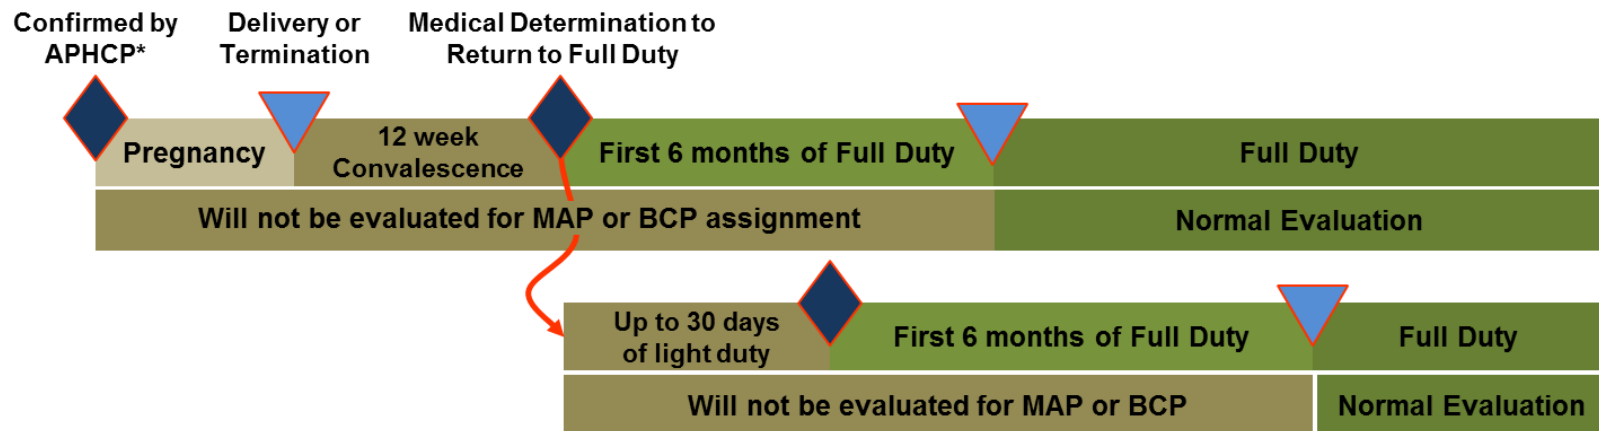 Confirmed by
APHCP*
Delivery or
Termination
Medical Determination to
Return to Full Duty
Pregnancy
12 week
Convalescence
First 6 months of Full Duty
Full Duty
Will not be evaluated for MAP or BCP assignment
Normal Evaluation
Up to 30 days
of light duty
First 6 months of Full Duty
Full Duty
Will not be evaluated for MAP or BCP
Normal Evaluation